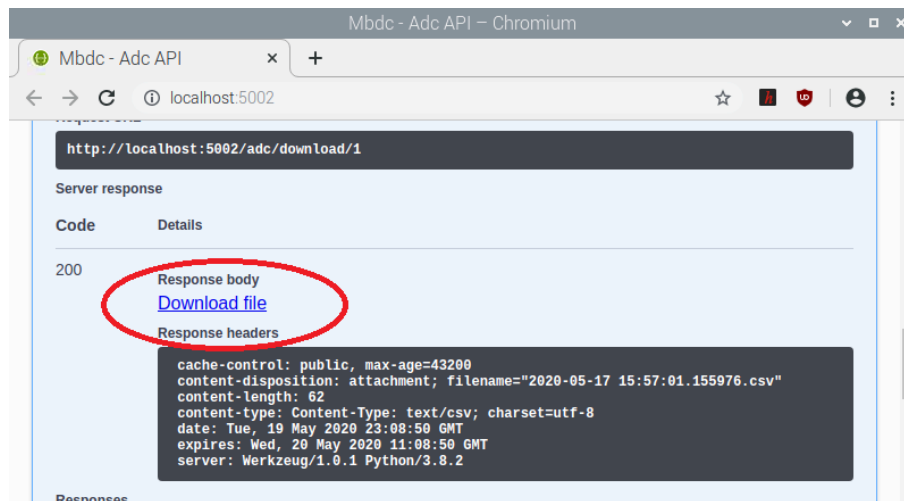 Mbdc - Adc API – Chromium
Mbdc - Adc API
localhost:5002
Request URL
http://localhost:5002/adc/download/1
Server response
Code Details
200
Response body
Download file
Response headers
cache-control: public, max-age=43200
content-disposition: attachment; filename="2020-05-17 15:57:01.155976.csv"
content-length: 62
content-type: Content-Type: text/csv; charset=utf-8
date: Tue, 19 May 2020 23:08:50 GMT
expires: Wed, 20 May 2020 11:08:50 GMT
server: Werkzeug/1.0.1 Python/3.8.2
Responses